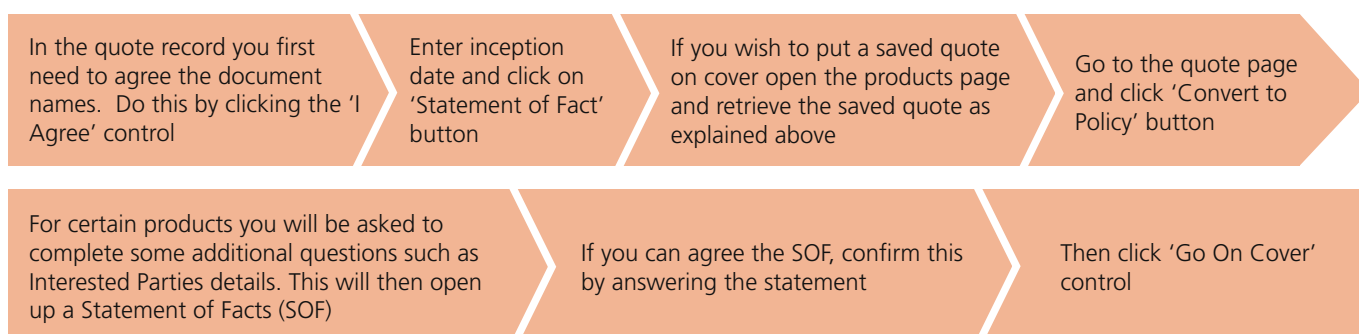 In the quote record you first
need to agree the document
names.  Do this by clicking the ‘I
Agree’ control
Enter inception
date and click on
‘Statement of Fact’
button
If you wish to put a saved quote
on cover open the products page
and retrieve the saved quote as
explained above
Go to the quote page
and click ‘Convert to
Policy’ button
For certain products you will be asked to
complete some additional questions such as
Interested Parties details. This will then open
up a Statement of Facts (SOF)
If you can agree the SOF, confirm this
by answering the statement
Then click ‘Go On Cover’
control